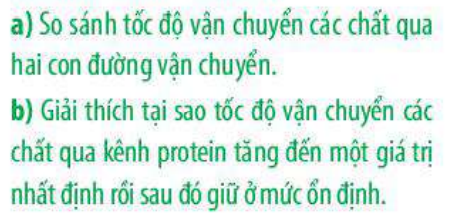 a) So sánh tốc độ vận chuyển các chất qua
hai con đường vận chuyển.
b) Giải thích tại sao tốc độ vận chuyển các
chất qua kênh protein tăng đến một giá trị
nhất định rồi sau đó giữ ở mức ổn định.